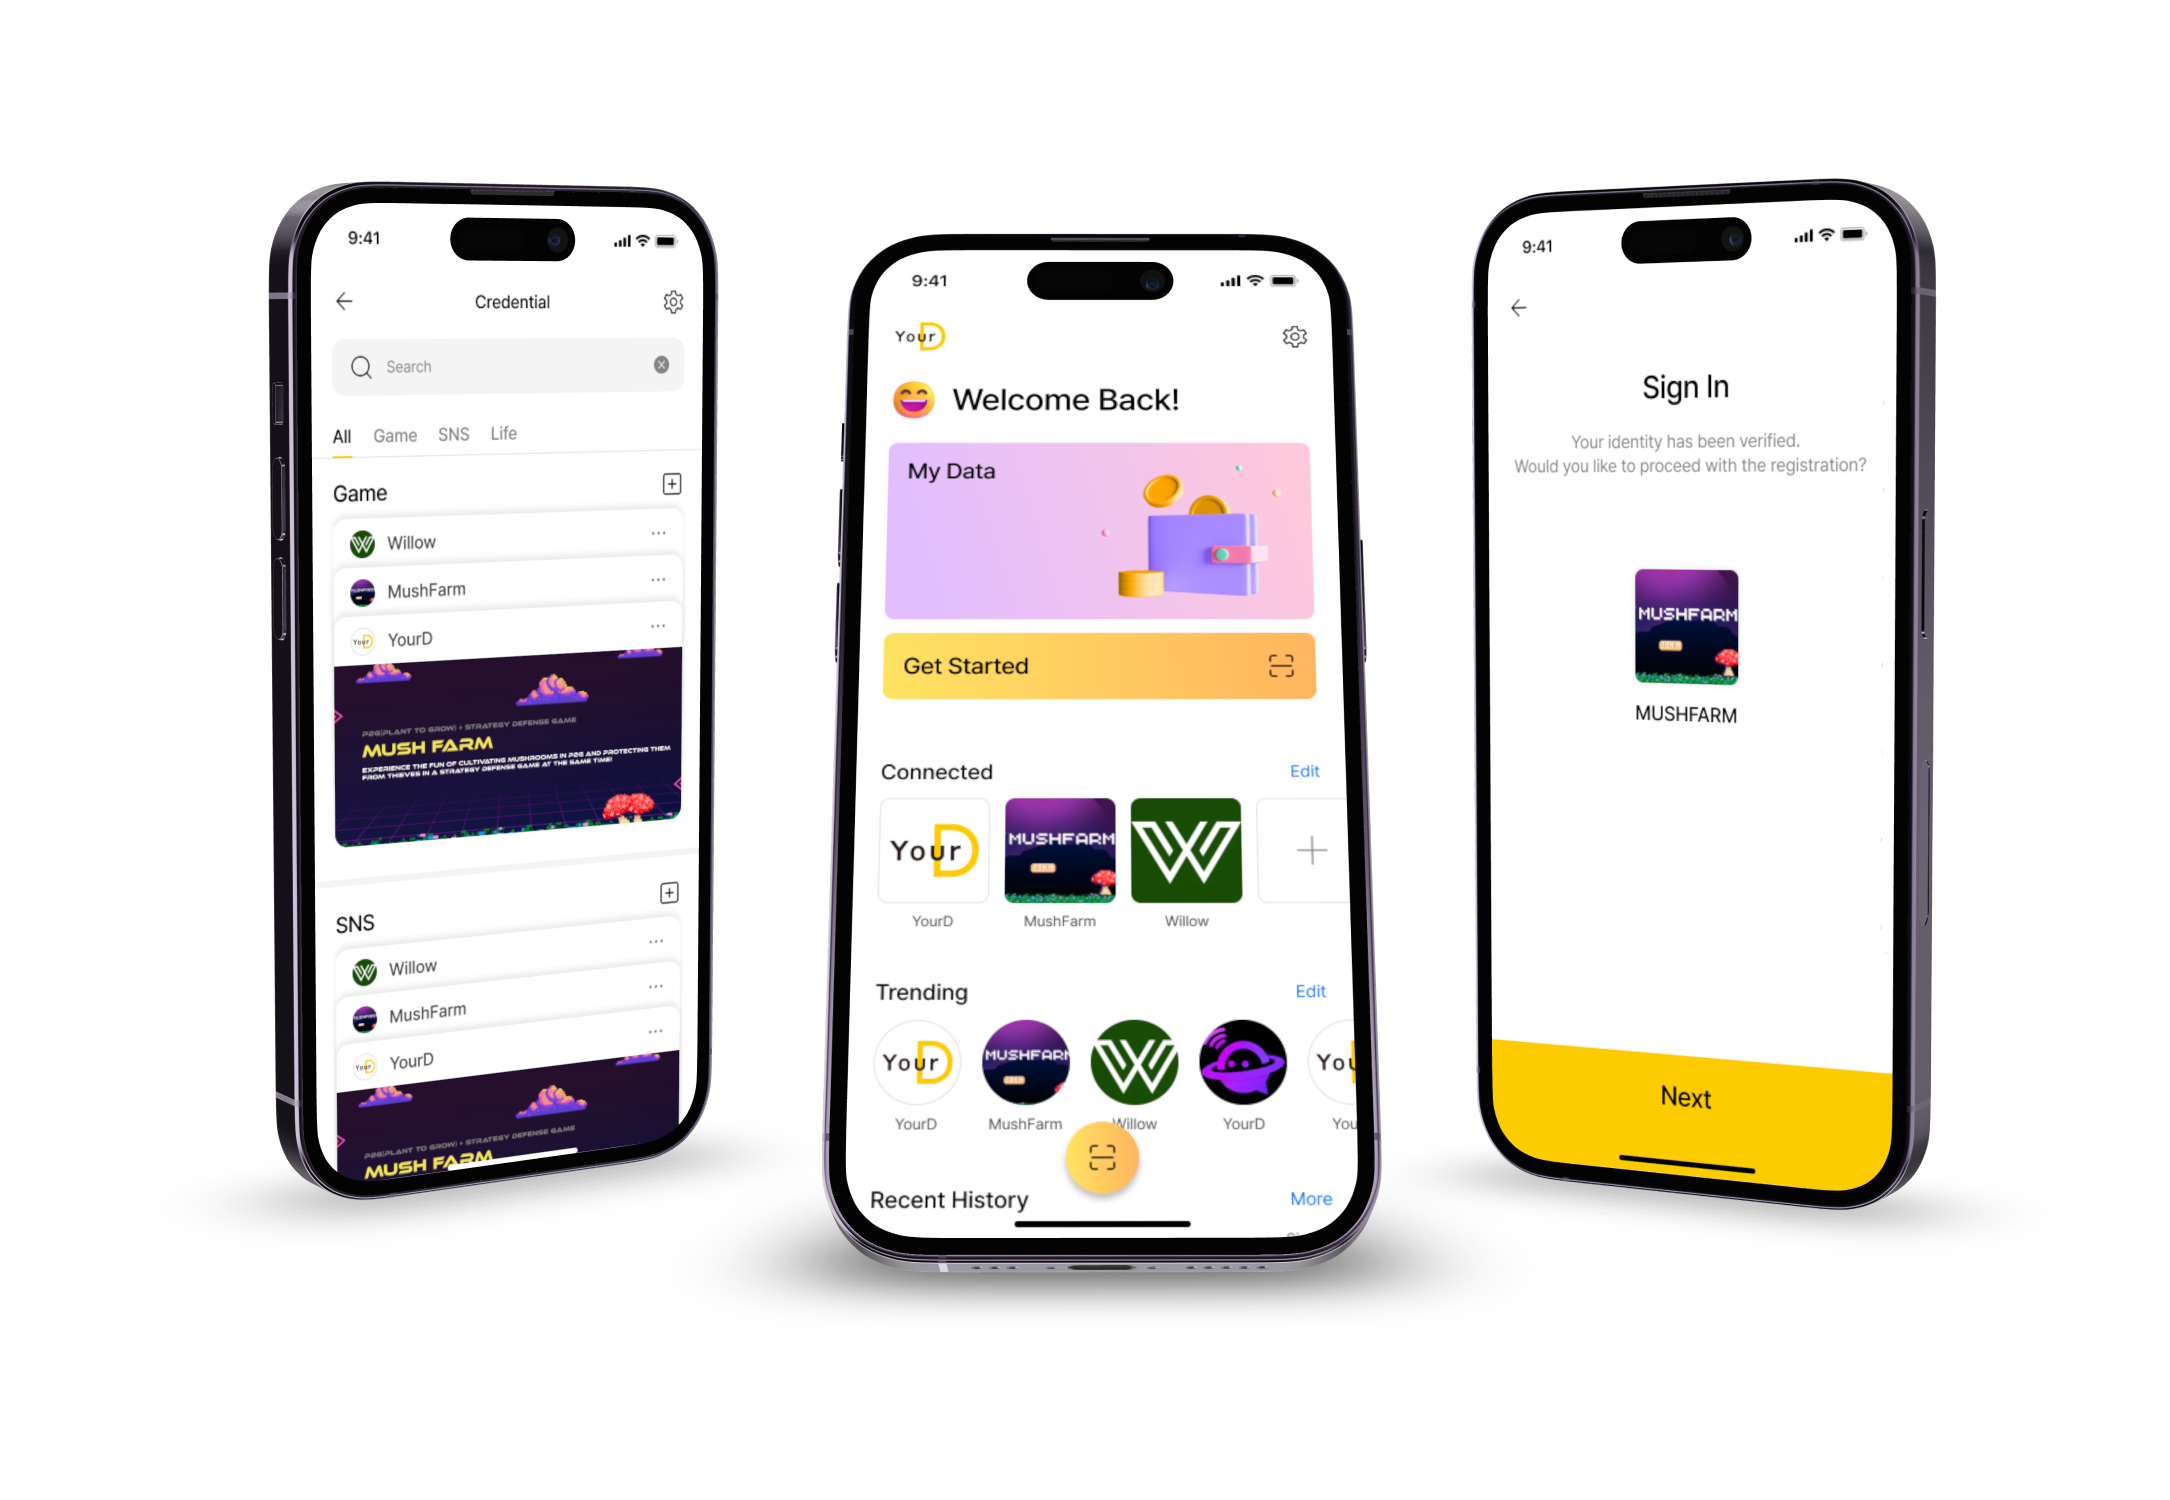 9:41
Credential
Search
All Game SNS Life
Game
Willow
MushFarm
Your
YourD
P2G(PLANT TO GROW) + STRATEGY DEFENSE GAME
MUSH FARM
EXPERIENCE THE FUN OF CULTIVATING MUSHROOMS IN P2G AND PROTECTING THEM
FROM THIEVES IN A STRATEGY DEFENSE GAME AT THE SAME TIME!
SNS
Willow
MushFarm
Your
YourD
P2G(PLANT TO GROW) + STRATEGY DEFENSE GAME
MUSH FARM
9:41
YourD
Welcome Back!
My Data
Get Started
Connected Edit
YourD MUSHFARM
YourD MushFarm Willow
Trending Edit
YourD MUSHFARM You
YourD MushFarm Willow YourD You
Recent History More
9:41
Sign In
Your identity has been verified.
Would you like to proceed with the registration?
MUSHFARM
MUSHFARM
Next